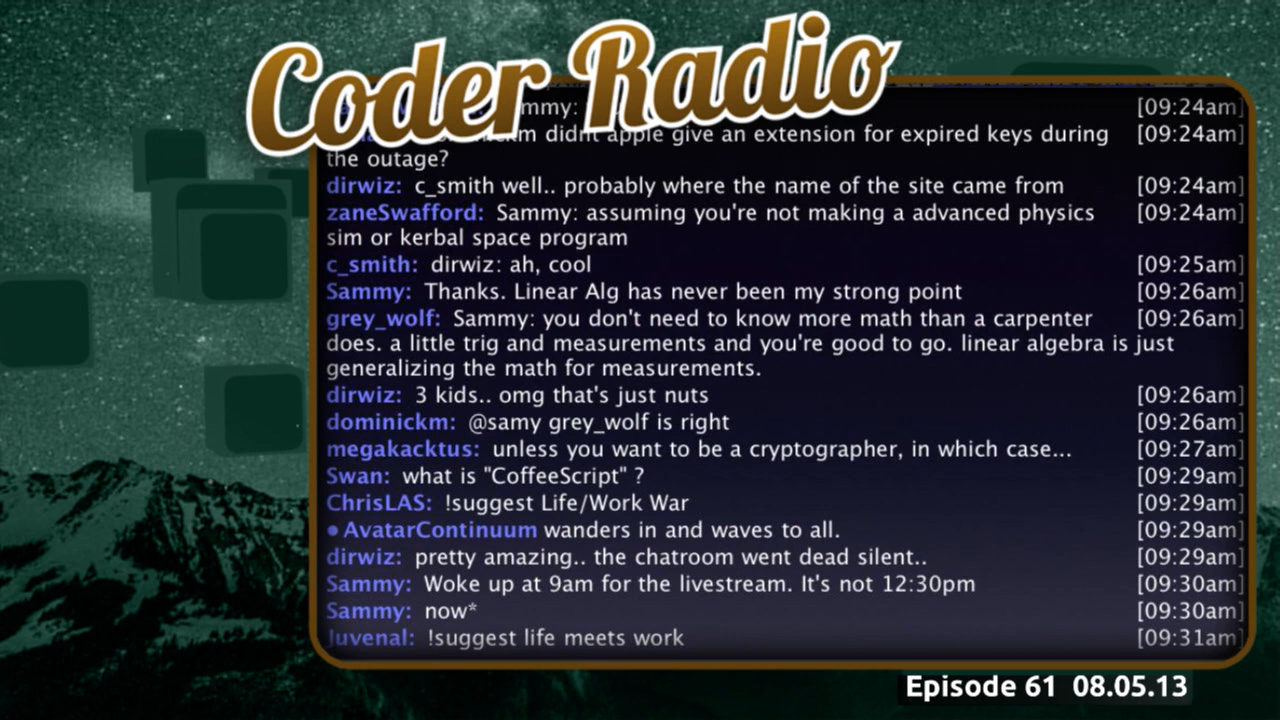 Coder Radio
mmy: [09:24am]
didnt apple give an extension for expired keys during [09:24am]
the outage?
dirwiz: c_smith well.. probably where the name of the site came from [09:24am]
zaneSwafford: Sammy: assuming you're not making a advanced physics [09:24am]
sim or kerbal space program
c_smith: dirwiz: ah, cool [09:25am]
Sammy: Thanks. Linear Alg has never been my strong point [09:26am]
grey_wolf: Sammy: you don't need to know more math than a carpenter [09:26am]
does. a little trig and measurements and you're good to go. linear algebra is just
generalizing the math for measurements.
dirwiz: 3 kids.. omg that's just nuts [09:26am]
dominickm: @samy grey_wolf is right [09:26am]
megakacktus: unless you want to be a cryptographer, in which case... [09:27am]
Swan: what is "CoffeeScript" ? [09:29am]
ChrisLAS: !suggest Life/Work War [09:29am]
• AvatarContinuum wanders in and waves to all. [09:29am]
dirwiz: pretty amazing.. the chatroom went dead silent.. [09:29am]
Sammy: Woke up at 9am for the livestream. It's not 12:30pm [09:30am]
Sammy: now* [09:30am]
Juvenal: !suggest life meets work [09:31am]
Episode 61 08.05.13